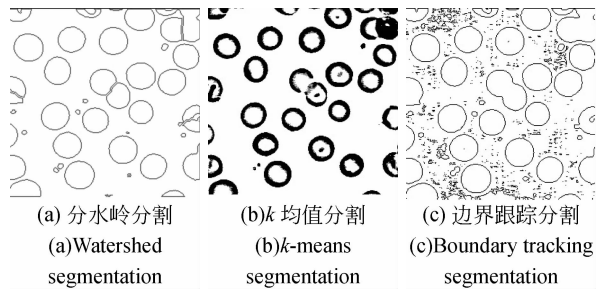 (a) 分水岭分割
(a)Watershed
segmentation
(b)k 均值分割
(b)k-means
segmentation
(c) 边界跟踪分割
(c)Boundary tracking
segmentation